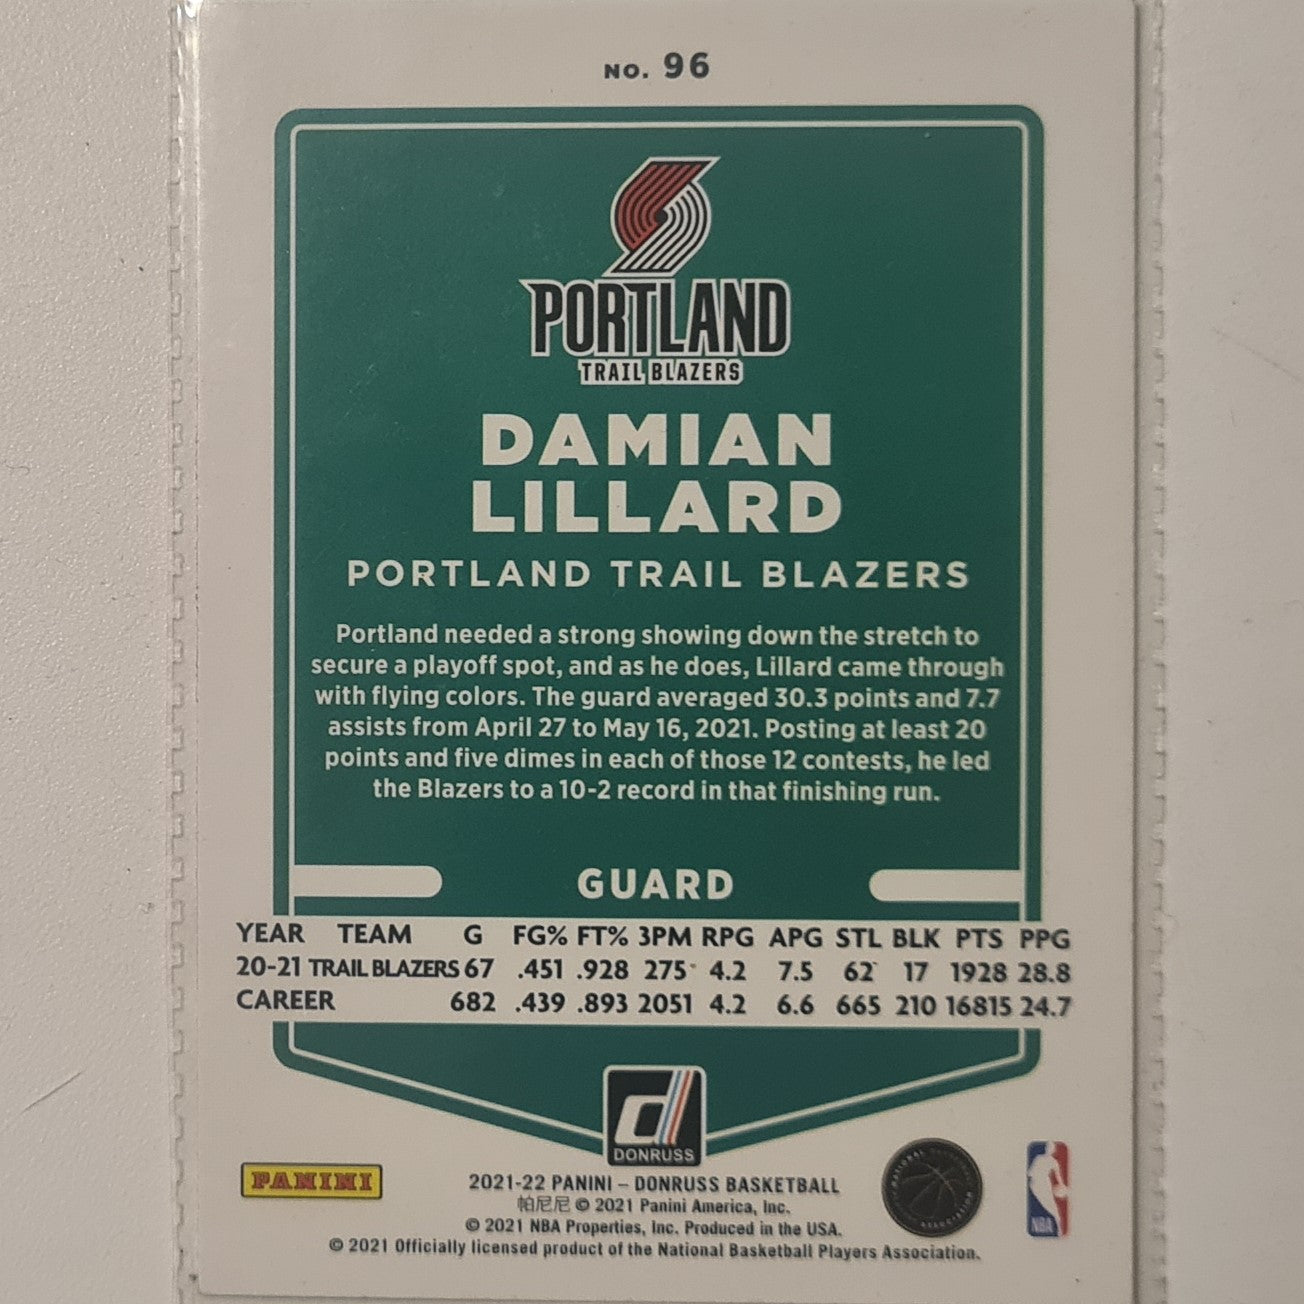 NO. 96
PORTLAND
TRAIL BLAZERS
DAMIAN
LILLARD
PORTLAND TRAIL BLAZERS
Portland needed a strong showing down the stretch to
secure a playoff spot, and as he does, Lillard came through
with flying colors. The guard averaged 30.3 points and 7.7
assists from April 27 to May 16, 2021. Posting at least 20
points and five dimes in each of those 12 contests, he led
the Blazers to a 10-2 record in that finishing run.
GUARD
YEAR TEAM G FG% FT% 3PM RPG APG STL BLK PTS PPG
20-21 TRAIL BLAZERS 67 .451 .928 275 4.2 7.5 62 17 1928 28.8
CAREER 682 .439 .893 2051 4.2 6.6 665 210 16815 24.7
DONRUSS
PANINI
2021-22 PANINI – DONRUSS BASKETBALL
帕尼尼 © 2021 Panini America, Inc.
© 2021 NBA Properties, Inc. Produced in the USA.
© 2021 Officially licensed product of the National Basketball Players Association.
NATIONAL
ASSOCIATION
NBA